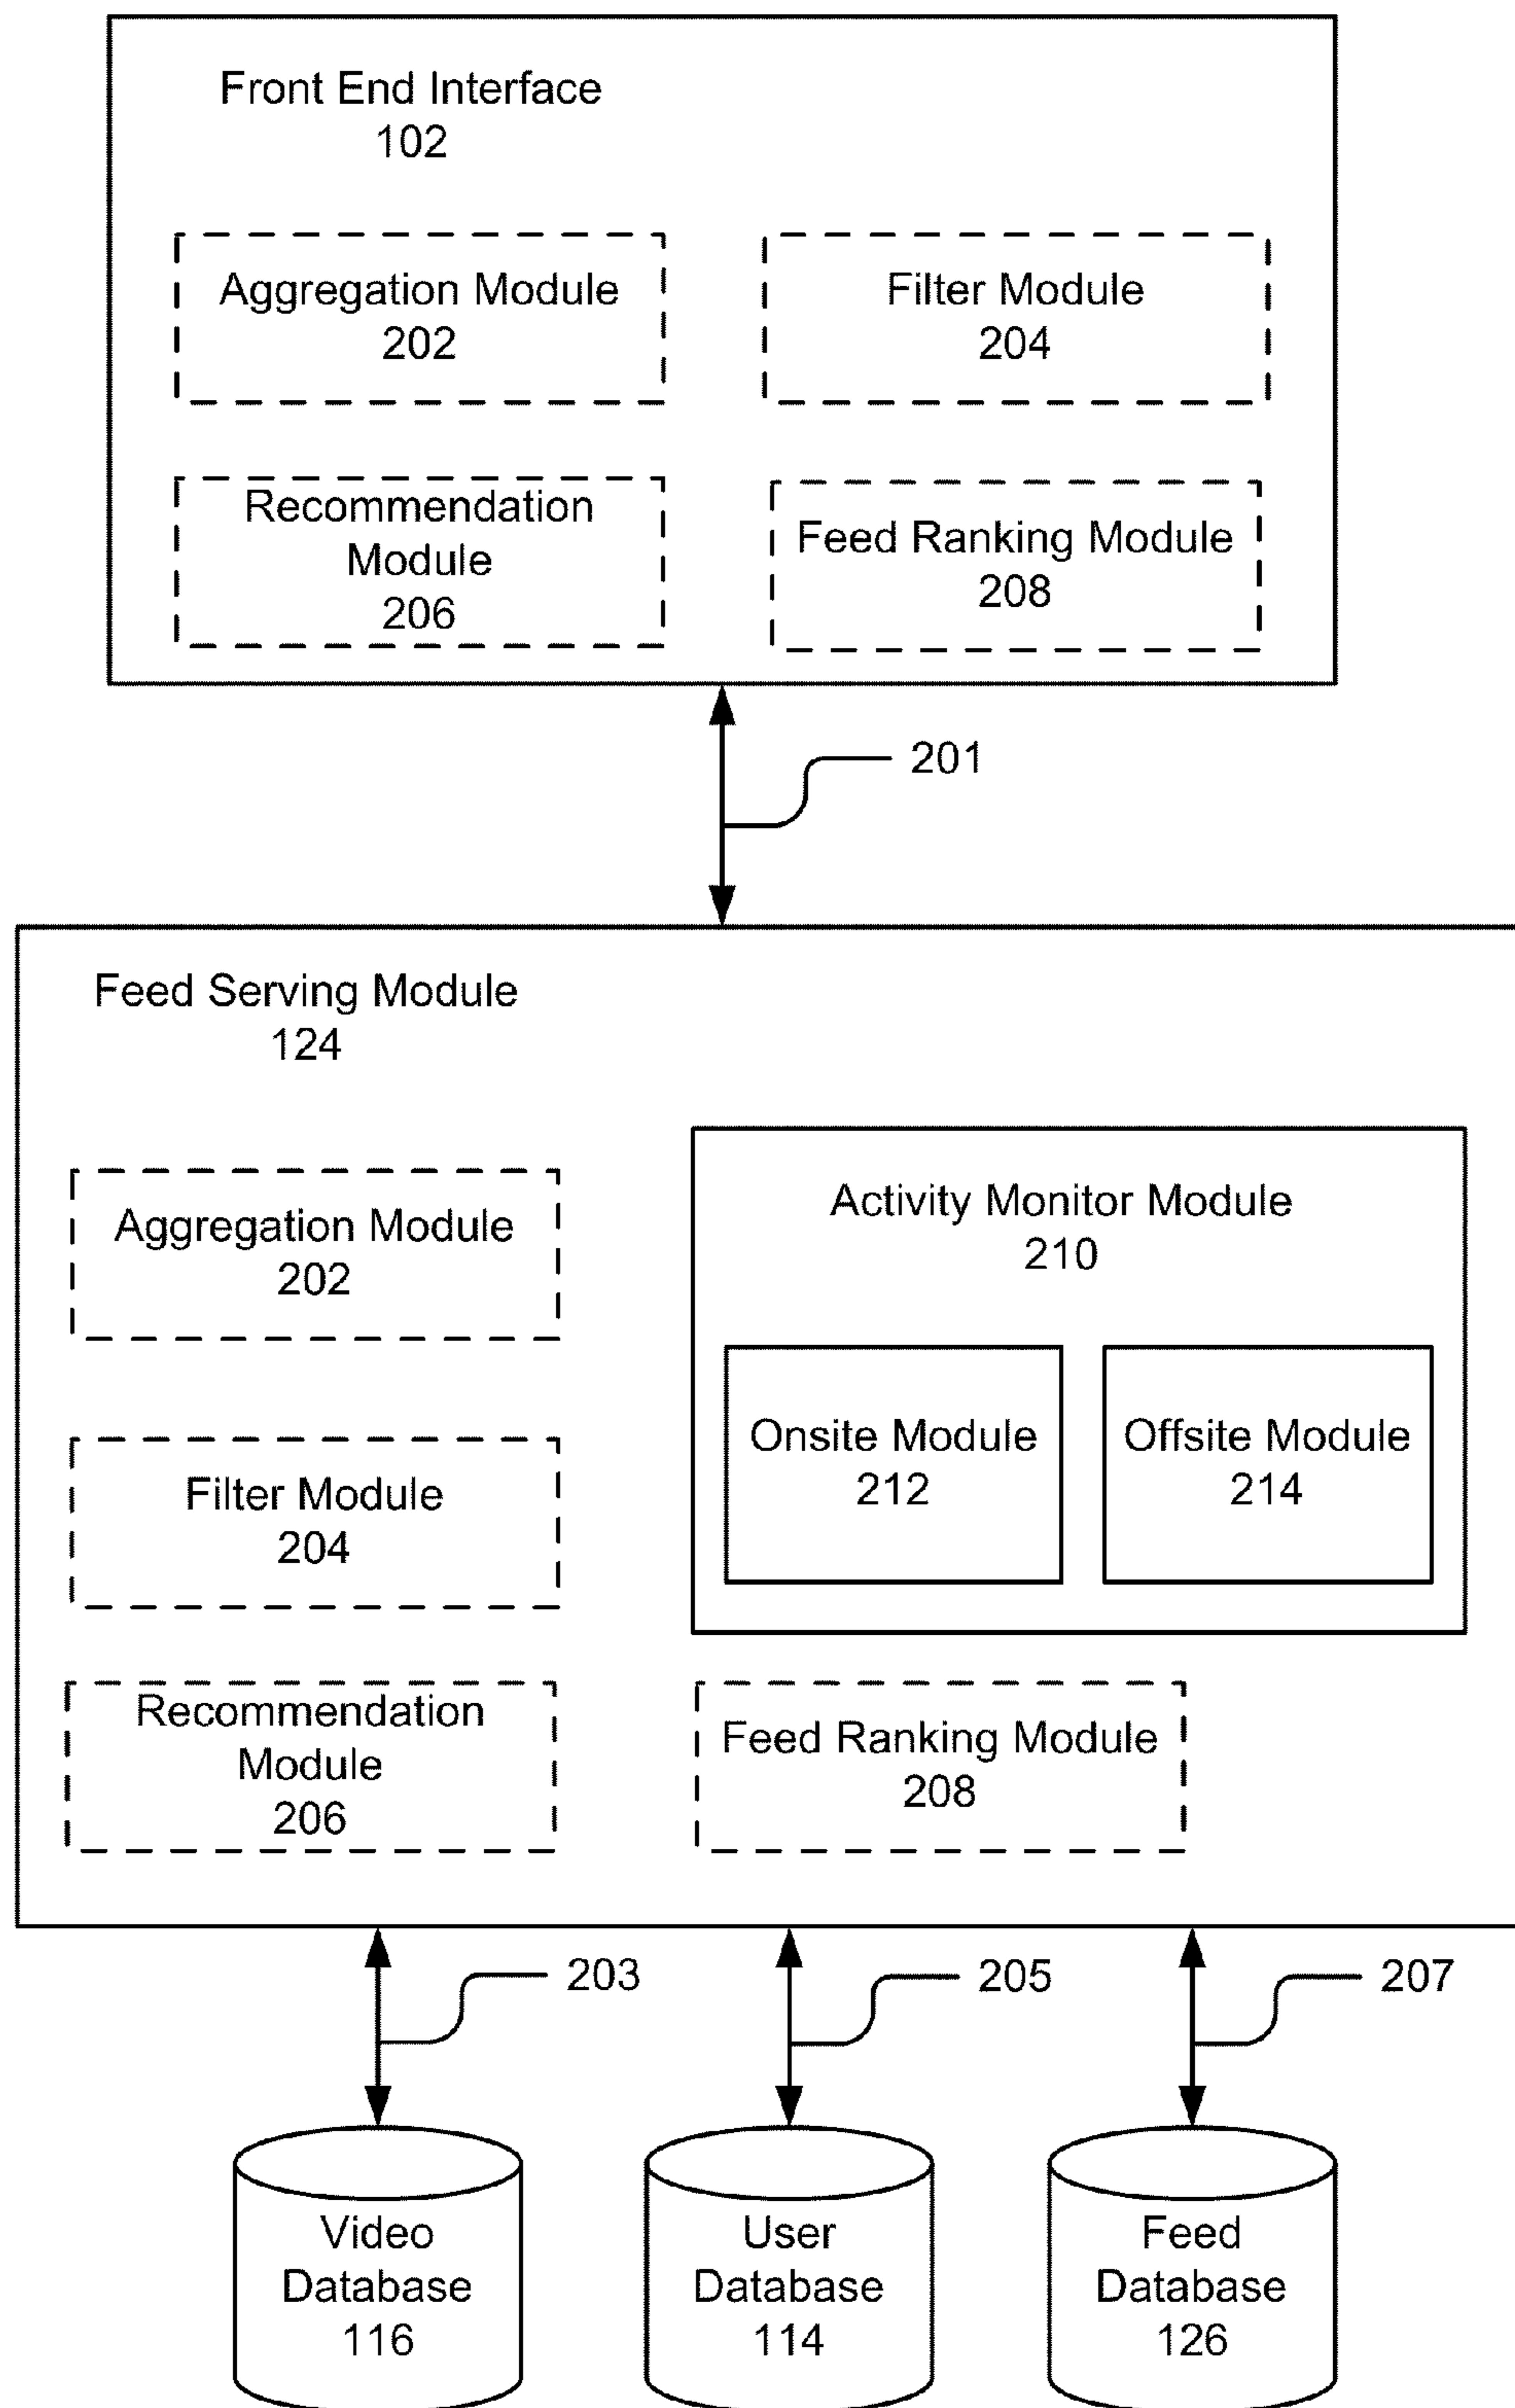 Front End Interface
102
Aggregation Module
202
Filter Module
204
Recommendation
Module
206
Feed Ranking Module
208
201
Feed Serving Module
124
Aggregation Module
202
Activity Monitor Module
210
Onsite Module
212
Offsite Module
214
Filter Module
204
Recommendation
Module
206
Feed Ranking Module
208
203
205
207
Video
Database
116
User
Database
114
Feed
Database
126